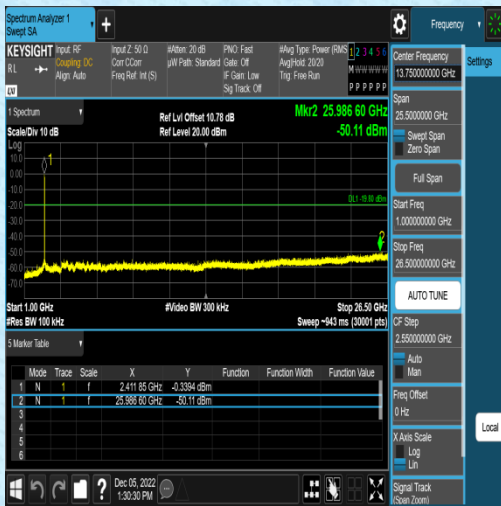 Spectrum Analyzer 1
Swept SA
+
Frequency
KEYSIGHT
RL
LXI
Input: RF
Coupling: DC
Align: Auto
Input Z: 50 Ω
Corr CCorr
Freq Ref: Int (S)
#Atten: 20 dB
µW Path: Standard
PNO: Fast
Gate: Off
IF Gain: Low
Sig Track: Off
#Avg Type: Power (RMS
Avg|Hold: 20/20
Trig: Free Run
1 2 3 4 5 6
M W W W W W
P P P P P P
Center Frequency
13.750000000 GHz
Settings
Span
25.5000000 GHz
Swept Span
Zero Span
Full Span
Start Freq
1.000000000 GHz
Stop Freq
26.500000000 GHz
AUTO TUNE
CF Step
2.550000000 GHz
Auto
Man
Freq Offset
0 Hz
X Axis Scale
Log
Lin
Signal Track
(Span Zoom)
Local
1 Spectrum
Scale/Div 10 dB
Log
Ref Lvl Offset 10.78 dB
Ref Level 20.00 dBm
Mkr2 25.986 60 GHz
-50.11 dBm
10.0
0.00
-10.0
-20.0
-30.0
-40.0
-50.0
-60.0
-70.0
1
2
Start 1.00 GHz
#Res BW 100 kHz
#Video BW 300 kHz
Stop 26.50 GHz
Sweep ~943 ms (30001 pts)
5 Marker Table
Mode Trace Scale X Y Function Function Width Function Value
1 N 1 f 2.411 85 GHz -0.3394 dBm
2 N 1 f 25.986 60 GHz -50.11 dBm
3
4
5
6
?
Dec 05, 2022
1:30:30 PM